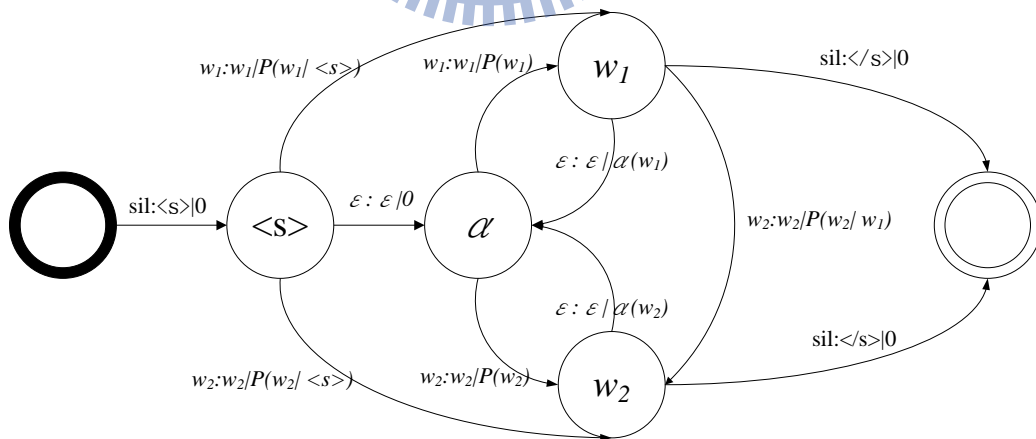 w₁:w₁|P(w₁| <s>)
w₁:w₁|P(w₁)
w₁
sil:</s>|0
ε : ε | α(w₁)
sil:<s>|0
<s>
ε : ε |0
α
w₂:w₂|P(w₂| w₁)
ε : ε | α(w₂)
sil:</s>|0
w₂:w₂|P(w₂| <s>)
w₂:w₂|P(w₂)
w₂